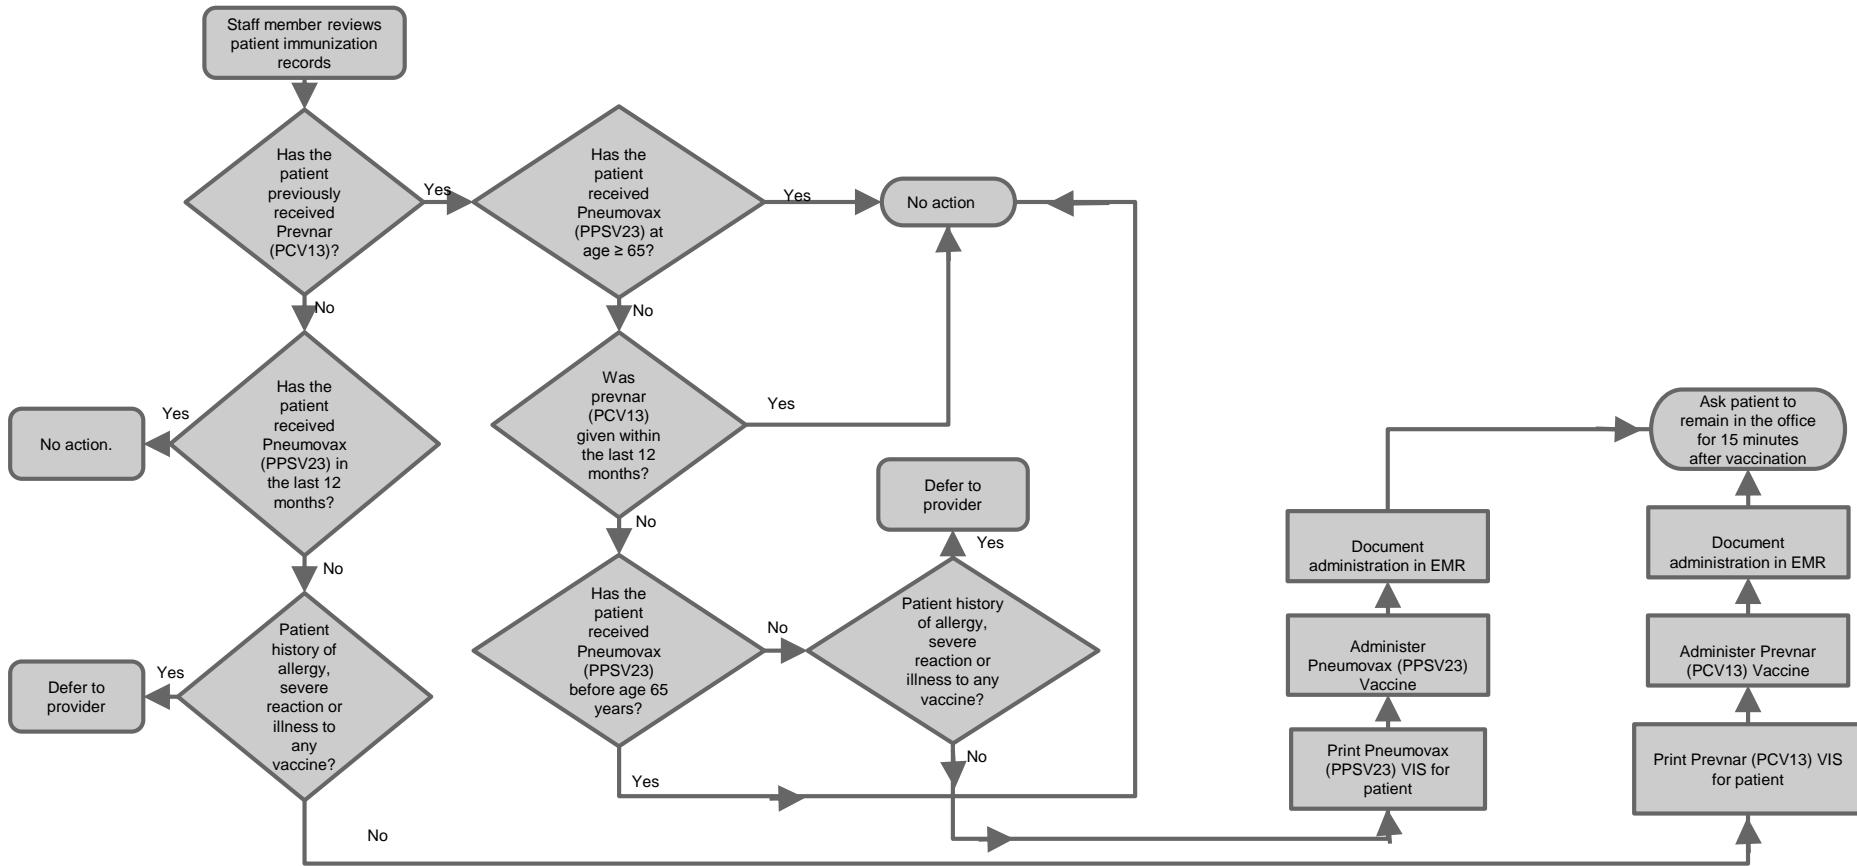 Staff member reviews
patient immunization
records
Has the
patient
previously
received
Prevnar
(PCV13)?
Yes
Has the
patient
received
Pneumovax
(PPSV23) at
age ≥ 65?
Yes
No action
No
No
Has the
patient
received
Pneumovax
(PPSV23) in
the last 12
months?
Yes
No action.
Was
prevnar
(PCV13)
given within
the last 12
months?
Yes
Ask patient to
remain in the office
for 15 minutes
after vaccination
Defer to
provider
No
No
Yes
Document
administration in EMR
Document
administration in EMR
Patient
history of
allergy,
severe
reaction or
illness to
any
vaccine?
Yes
Defer to
provider
Has the
patient
received
Pneumovax
(PPSV23)
before age 65
years?
No
Patient history
of allergy,
severe
reaction or
illness to any
vaccine?
Administer
Pneumovax (PPSV23)
Vaccine
Administer Prevnar
(PCV13) Vaccine
No
Yes
Print Pneumovax
(PPSV23) VIS for
patient
Print Prevnar (PCV13) VIS
for patient
No